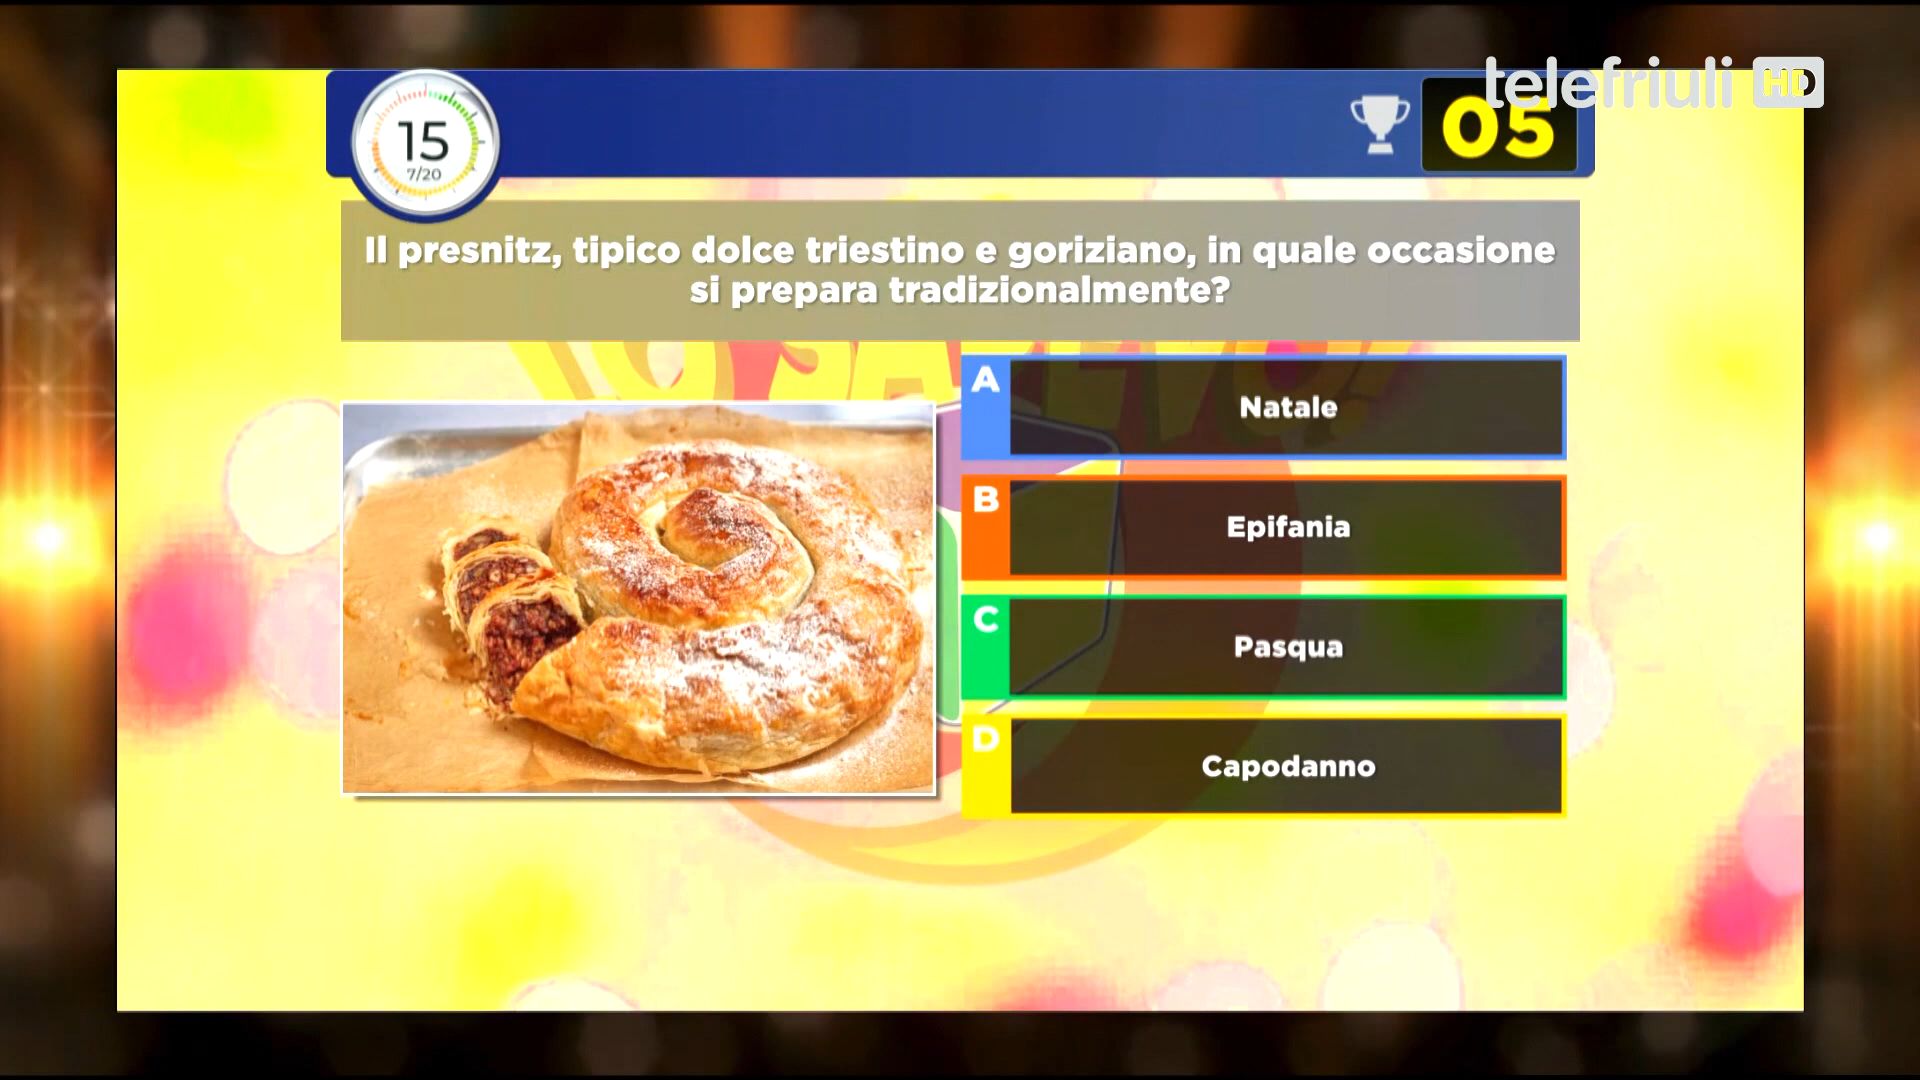 telefriuli HD
15
7/20
05
Il presnitz, tipico dolce triestino e goriziano, in quale occasione
si prepara tradizionalmente?
A
Natale
B
Epifania
C
Pasqua
D
Capodanno